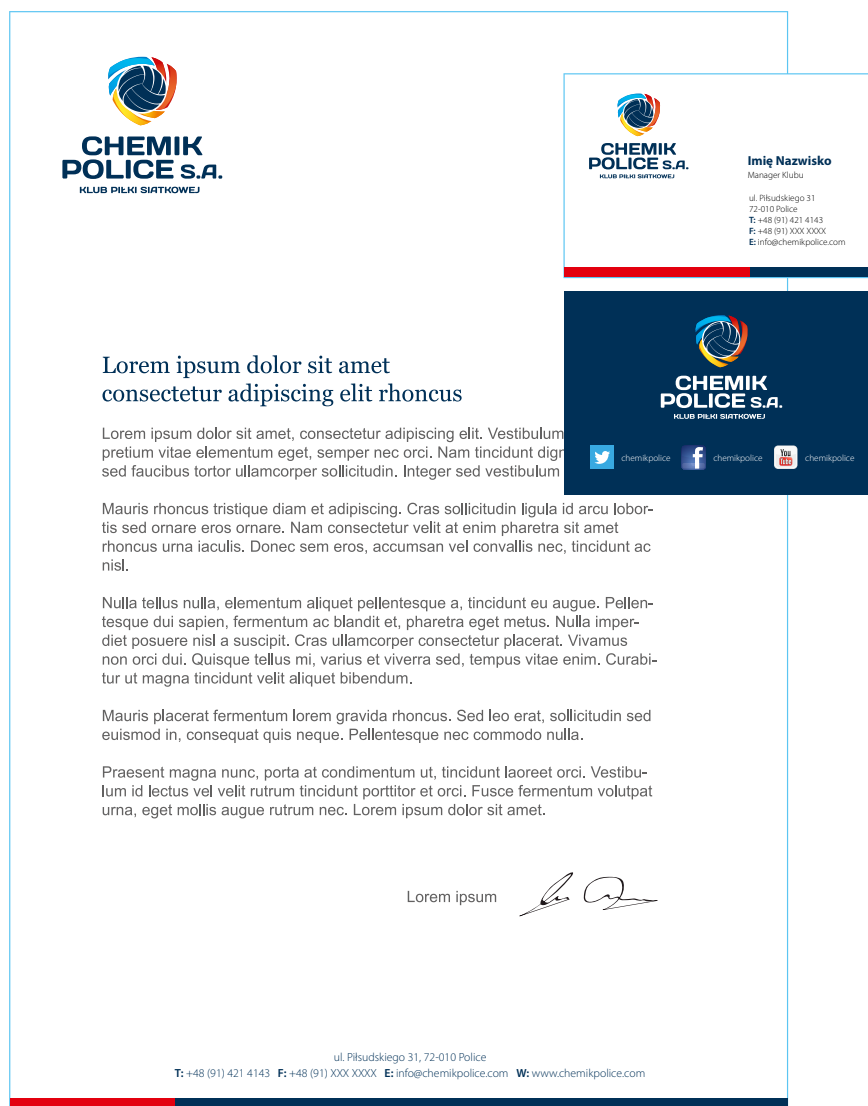 CHEMIK
POLICE S.A.
KLUB PIŁKI SIATKOWEJ
CHEMIK
POLICE S.A.
KLUB PIŁKI SIATKOWEJ
Imię Nazwisko
Manager Klubu
ul. Piłsudskiego 31
72-010 Police
T: +48 (91) 421 4143
F: +48 (91) XXX XXXX
E: info@chemikpolice.com
CHEMIK
POLICE S.A.
KLUB PIŁKI SIATKOWEJ
chemikpolice
chemikpolice
You Tube
chemikpolice
Lorem ipsum dolor sit amet
consectetur adipiscing elit rhoncus
Lorem ipsum dolor sit amet, consectetur adipiscing elit. Vestibulum
pretium vitae elementum eget, semper nec orci. Nam tincidunt dign
sed faucibus tortor ullamcorper sollicitudin. Integer sed vestibulum
Mauris rhoncus tristique diam et adipiscing. Cras sollicitudin ligula id arcu lobor-
tis sed ornare eros ornare. Nam consectetur velit at enim pharetra sit amet
rhoncus urna iaculis. Donec sem eros, accumsan vel convallis nec, tincidunt ac
nisl.
Nulla tellus nulla, elementum aliquet pellentesque a, tincidunt eu augue. Pellen-
tesque dui sapien, fermentum ac blandit et, pharetra eget metus. Nulla imper-
diet posuere nisl a suscipit. Cras ullamcorper consectetur placerat. Vivamus
non orci dui. Quisque tellus mi, varius et viverra sed, tempus vitae enim. Curabi-
tur ut magna tincidunt velit aliquet bibendum.
Mauris placerat fermentum lorem gravida rhoncus. Sed leo erat, sollicitudin sed
euismod in, consequat quis neque. Pellentesque nec commodo nulla.
Praesent magna nunc, porta at condimentum ut, tincidunt laoreet orci. Vestibu-
lum id lectus vel velit rutrum tincidunt porttitor et orci. Fusce fermentum volutpat
urna, eget mollis augue rutrum nec. Lorem ipsum dolor sit amet.
Lorem ipsum
ul. Piłsudskiego 31, 72-010 Police
T: +48 (91) 421 4143 F: +48 (91) XXX XXXX E: info@chemikpolice.com W: www.chemikpolice.com